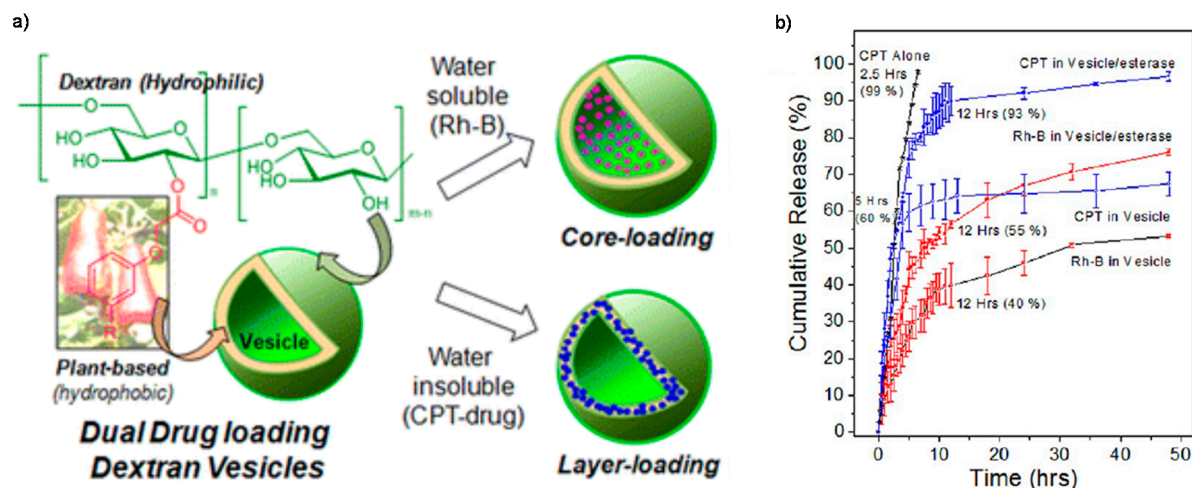 a)
Dextran (Hydrophilic)
O
O
HO
HO
O
n
O
O
O
HO
HO
OH
m-n
O
R
Plant-based
(hydrophobic)
Vesicle
Dual Drug loading
Dextran Vesicles
Water
soluble
(Rh-B)
Core-loading
Water
insoluble
(CPT-drug)
Layer-loading
b)
Cumulative Release (%)
100
90
80
70
60
50
40
30
20
10
0
CPT Alone
2.5 Hrs
(99 %)
CPT in Vesicle/esterase
12 Hrs (93 %)
Rh-B in Vesicle/esterase
5 Hrs
(60 %)
CPT in Vesicle
12 Hrs (55 %)
Rh-B in Vesicle
12 Hrs (40 %)
0
10
20
30
40
50
Time (hrs)